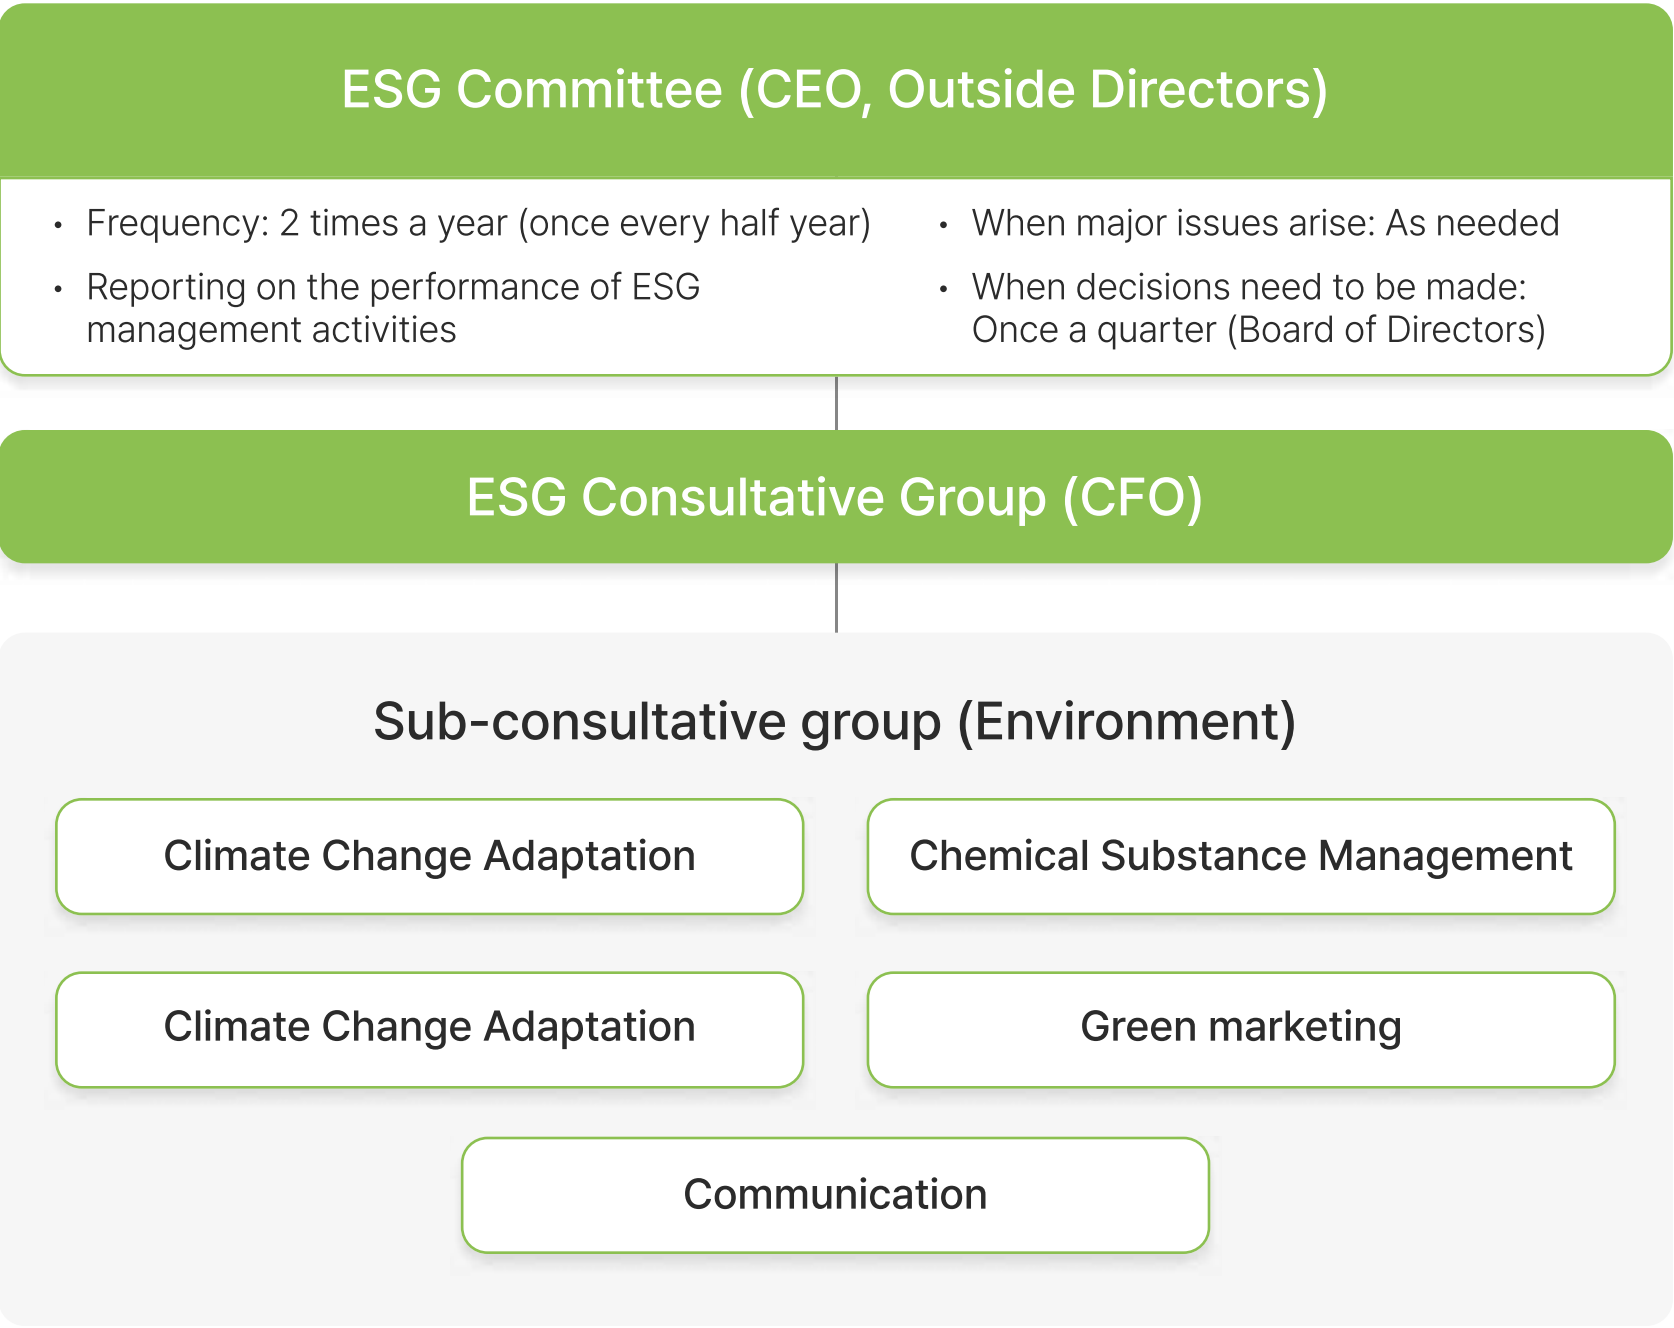 ESG Committee (CEO, Outside Directors)
• Frequency: 2 times a year (once every half year)
• Reporting on the performance of ESG
management activities
• When major issues arise: As needed
• When decisions need to be made:
Once a quarter (Board of Directors)
ESG Consultative Group (CFO)
Sub-consultative group (Environment)
Climate Change Adaptation
Chemical Substance Management
Climate Change Adaptation
Green marketing
Communication